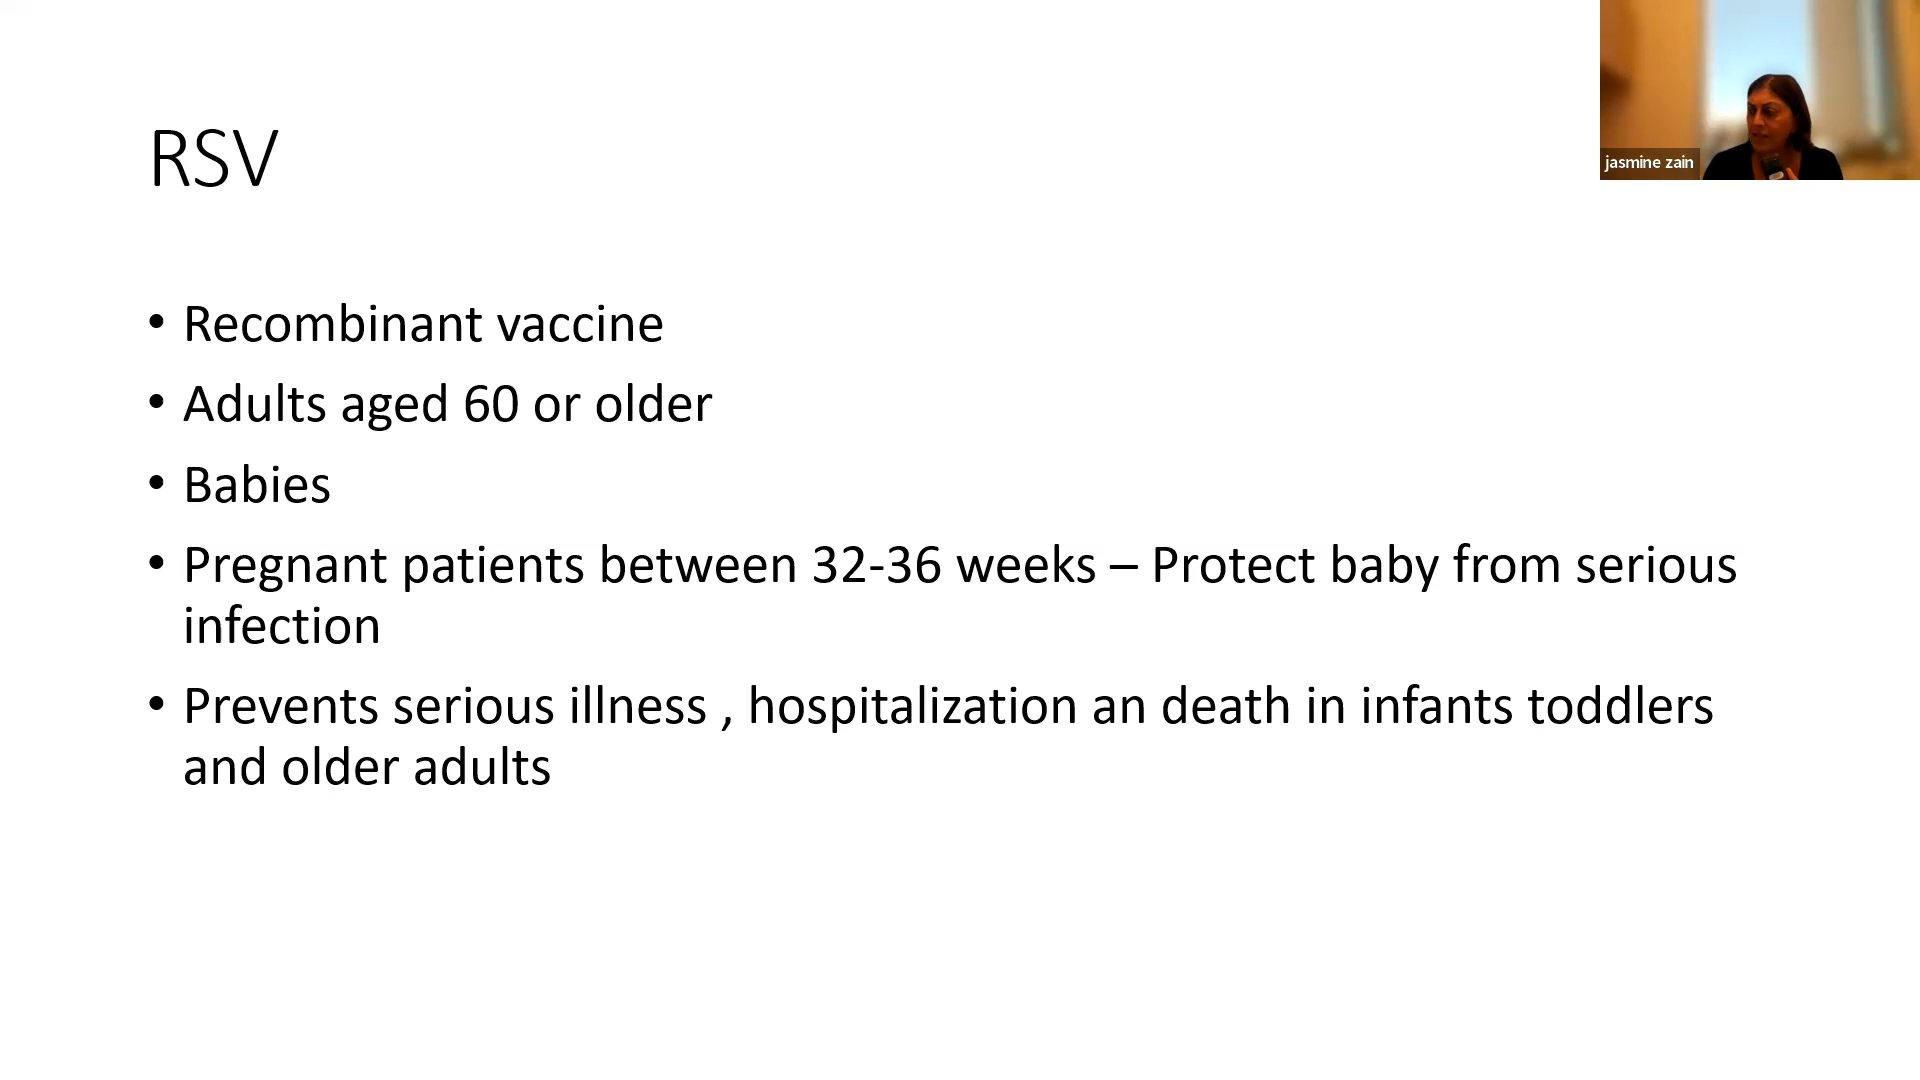 RSV
jasmine zain
• Recombinant vaccine
• Adults aged 60 or older
• Babies
• Pregnant patients between 32-36 weeks – Protect baby from serious
infection
• Prevents serious illness , hospitalization an death in infants toddlers
and older adults